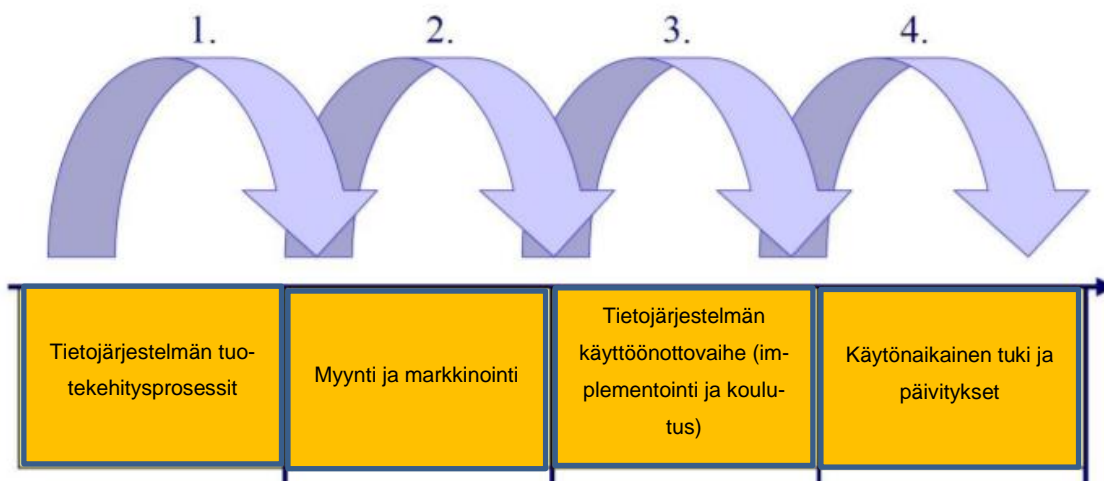 1.
2.
3.
4.
Tietojärjestelmän tuo-
tekehitysprosessit
Myynti ja markkinointi
Tietojärjestelmän
käyttöönottovaihe (im-
plementointi ja koulu-
tus)
Käytönaikainen tuki ja
päivitykset